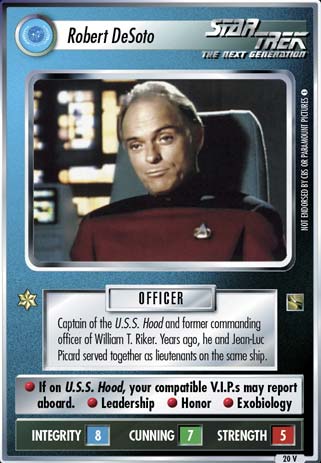 Robert DeSoto
STAR TREK
THE NEXT GENERATION
NOT ENDORSED BY CBS OR PARAMOUNT PICTURES
OFFICER
Captain of the U.S.S. Hood and former commanding
officer of William T. Riker. Years ago, he and Jean-Luc
Picard served together as lieutenants on the same ship.
If on U.S.S. Hood, your compatible V.I.P.s may report
aboard. • Leadership • Honor • Exobiology
INTEGRITY 8 CUNNING 7 STRENGTH 5
20 V